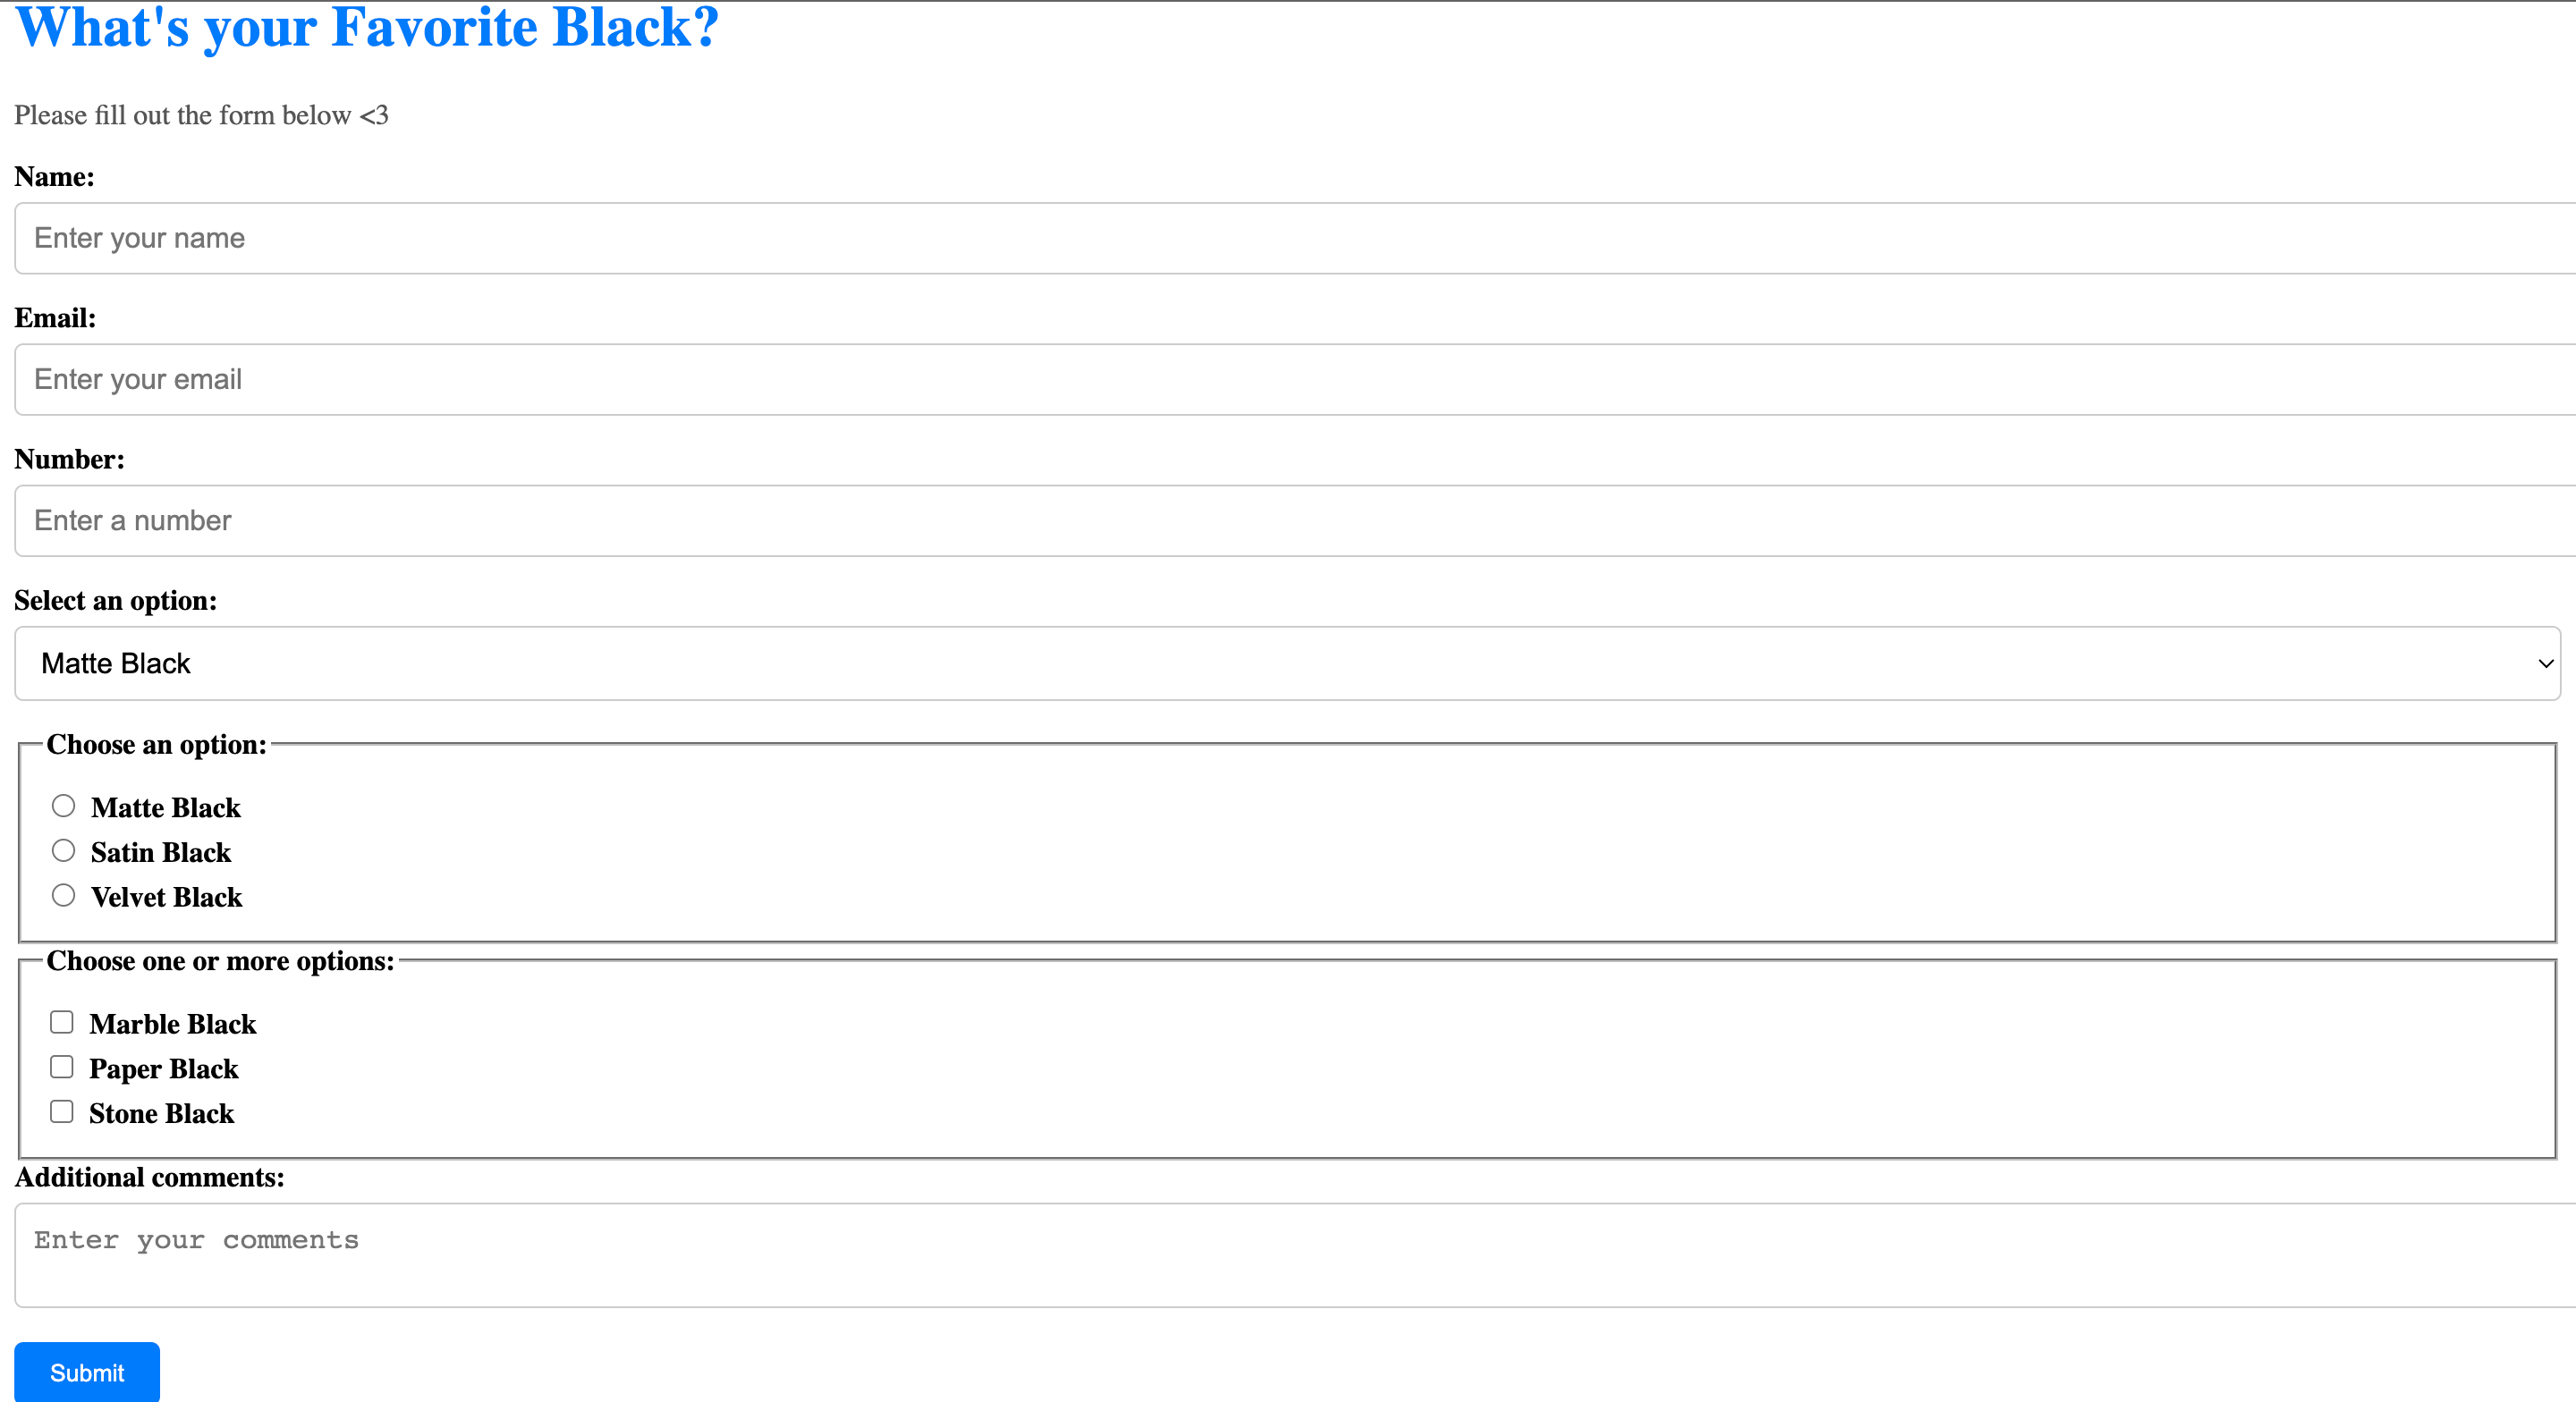 What's your Favorite Black?
Please fill out the form below <3
Name:
Enter your name
Email:
Enter your email
Number:
Enter a number
Select an option:
Matte Black
Choose an option:
Matte Black
Satin Black
Velvet Black
Choose one or more options:
Marble Black
Paper Black
Stone Black
Additional comments:
Enter your comments
Submit